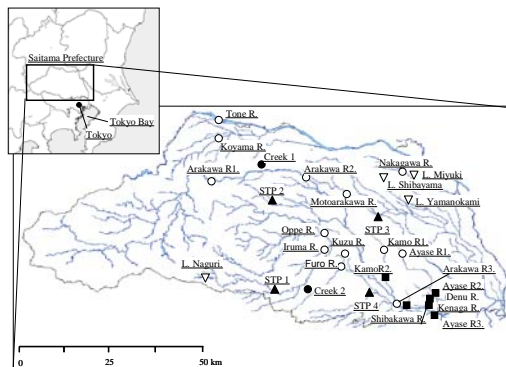 Saitama Prefecture
Tokyo Bay
Tokyo
Tone R.
Koyama R.
Creek 1
Arakawa R1.
Arakawa R2.
Nakagawa R.
L. Miyuki
L. Shibayama
STP 2
Motoarakawa R.
L. Yamanokami
STP 3
Oppe R.
Iruma R.
Kuzu R.
Kamo R1.
Ayase R1.
L. Naguri.
Furo R.
KamoR2.
Arakawa R3.
STP 1
Creek 2
STP 4
Ayase R2.
Denu R.
Kenaga R.
Shibakawa R.
Ayase R3.
0 25 50 km